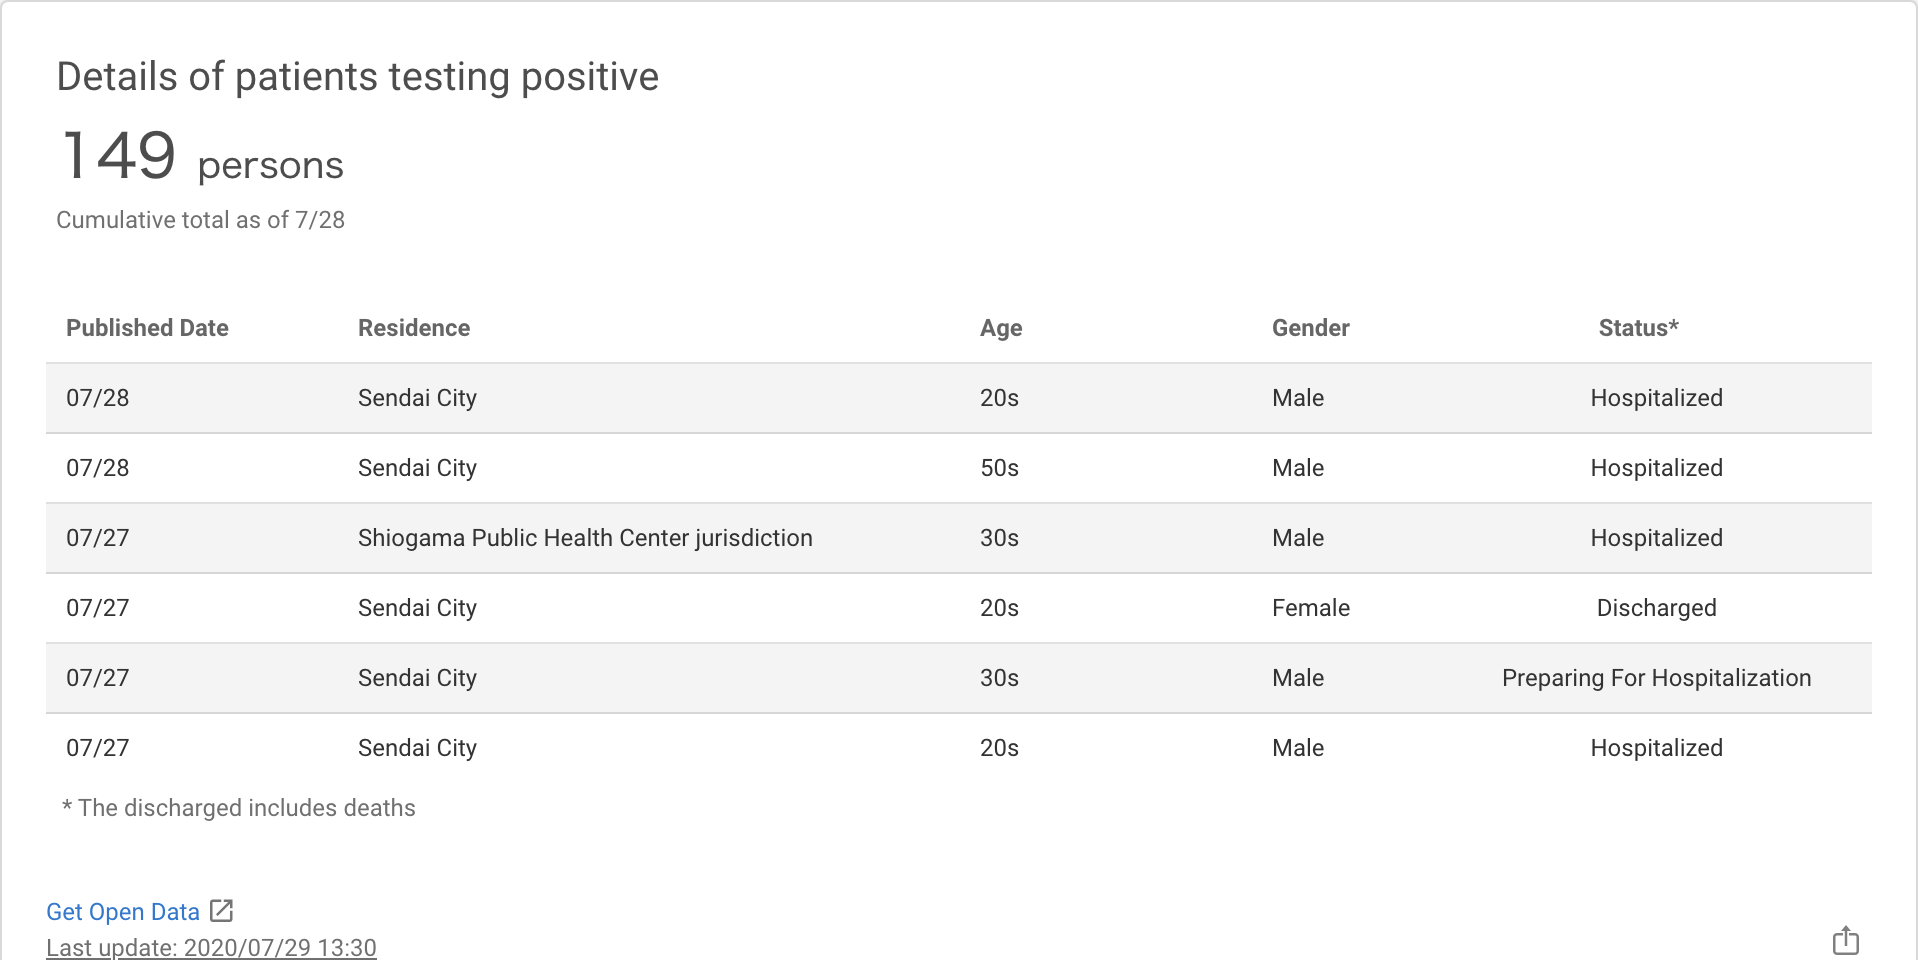 Details of patients testing positive
149 persons
Cumulative total as of 7/28
Published Date Residence Age Gender Status*
07/28 Sendai City 20s Male Hospitalized
07/28 Sendai City 50s Male Hospitalized
07/27 Shiogama Public Health Center jurisdiction 30s Male Hospitalized
07/27 Sendai City 20s Female Discharged
07/27 Sendai City 30s Male Preparing For Hospitalization
07/27 Sendai City 20s Male Hospitalized
* The discharged includes deaths
Get Open Data
Last update: 2020/07/29 13:30